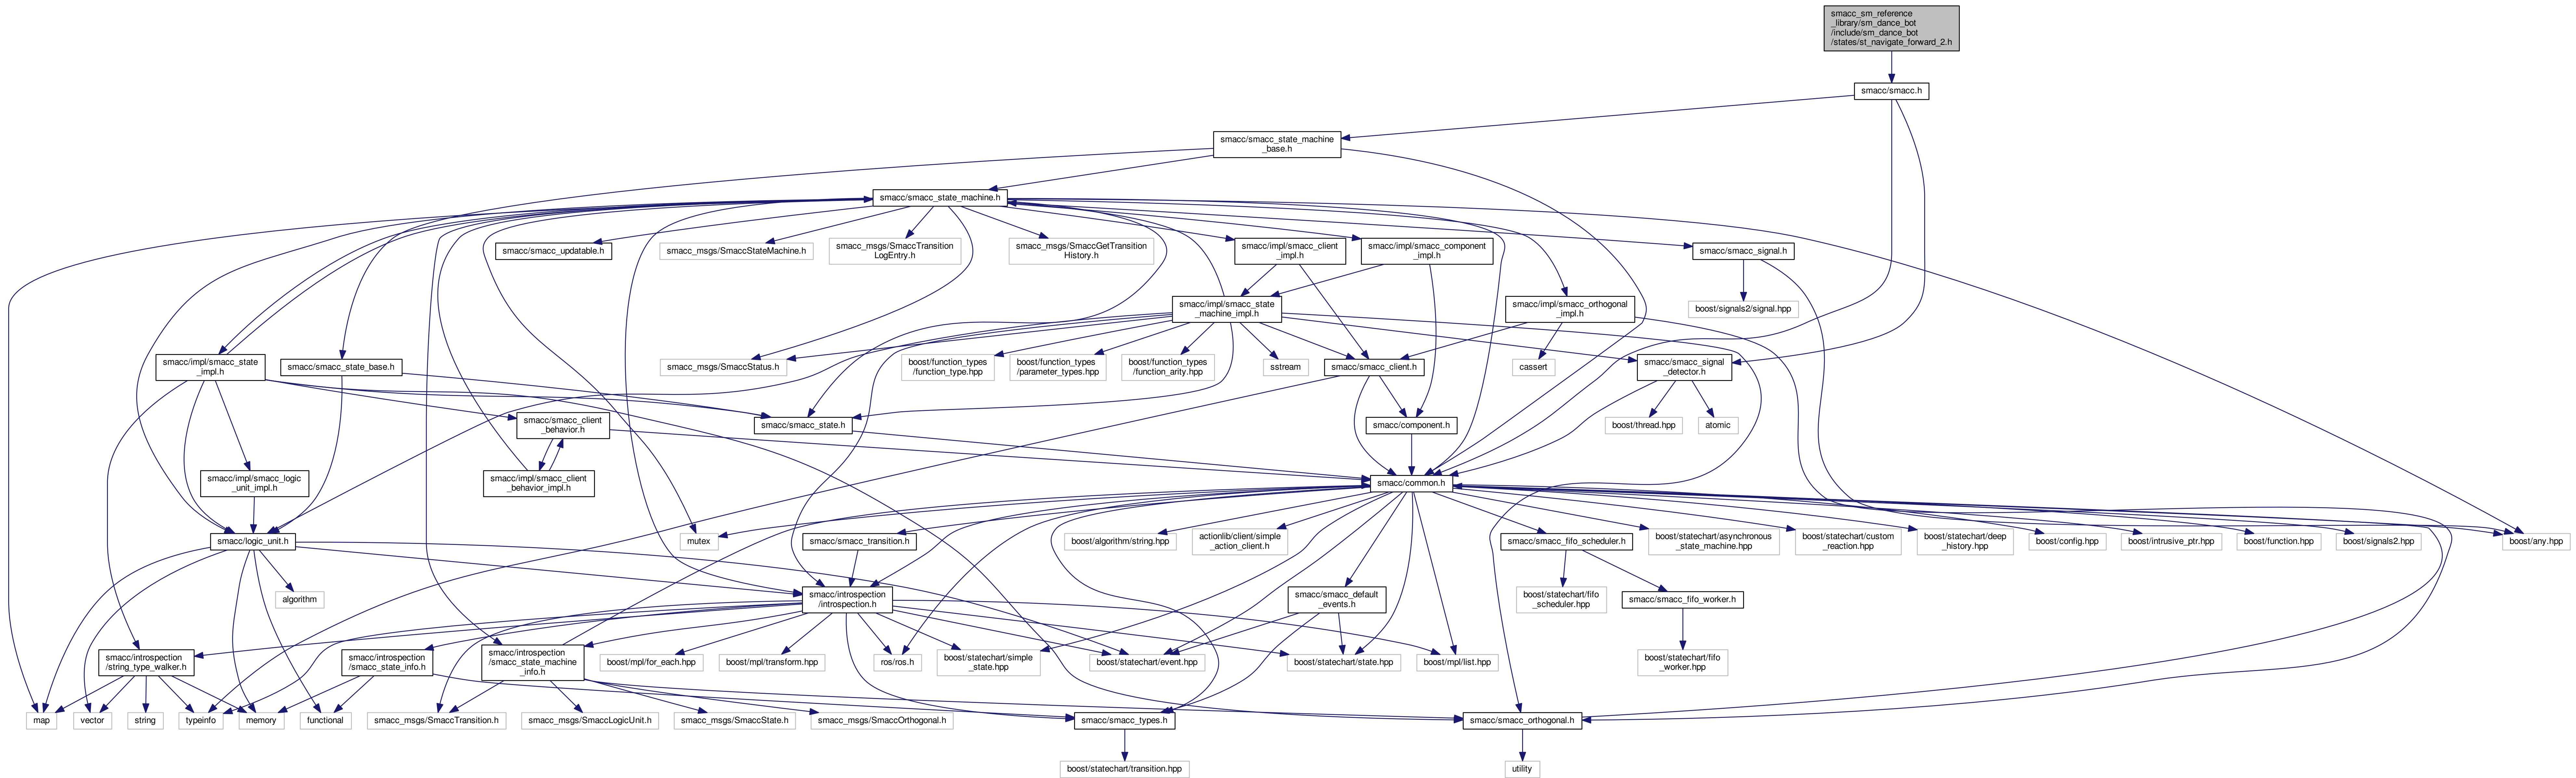 smacc_sm_reference
_library/sm_dance_bot
/include/sm_dance_bot
/states/st_navigate_forward_2.h
smacc/smacc.h
smacc/smacc_state_machine
_base.h
smacc/smacc_state_machine.h
smacc/smacc_updatable.h
smacc_msgs/SmaccStateMachine.h
smacc_msgs/SmaccTransition
LogEntry.h
smacc_msgs/SmaccGetTransition
History.h
smacc/impl/smacc_client
_impl.h
smacc/impl/smacc_component
_impl.h
smacc/smacc_signal.h
smacc/impl/smacc_state
_machine_impl.h
smacc/impl/smacc_orthogonal
_impl.h
boost/signals2/signal.hpp
smacc/impl/smacc_state
_impl.h
smacc/smacc_state_base.h
smacc_msgs/SmaccStatus.h
boost/function_types
/function_type.hpp
boost/function_types
/parameter_types.hpp
boost/function_types
/function_arity.hpp
sstream
smacc/smacc_client.h
cassert
smacc/smacc_signal
_detector.h
smacc/smacc_client
_behavior.h
smacc/smacc_state.h
smacc/component.h
boost/thread.hpp
atomic
smacc/impl/smacc_logic
_unit_impl.h
smacc/impl/smacc_client
_behavior_impl.h
smacc/common.h
smacc/logic_unit.h
mutex
smacc/smacc_transition.h
boost/algorithm/string.hpp
actionlib/client/simple
_action_client.h
smacc/smacc_fifo_scheduler.h
boost/statechart/asynchronous
_state_machine.hpp
boost/statechart/custom
_reaction.hpp
boost/statechart/deep
_history.hpp
boost/config.hpp
boost/intrusive_ptr.hpp
boost/function.hpp
boost/signals2.hpp
boost/any.hpp
algorithm
smacc/introspection
/introspection.h
smacc/smacc_default
_events.h
boost/statechart/fifo
_scheduler.hpp
smacc/smacc_fifo_worker.h
smacc/introspection
/string_type_walker.h
smacc/introspection
/smacc_state_info.h
smacc/introspection
/smacc_state_machine
_info.h
boost/mpl/for_each.hpp
boost/mpl/transform.hpp
ros/ros.h
boost/statechart/simple
_state.hpp
boost/statechart/event.hpp
boost/statechart/state.hpp
boost/mpl/list.hpp
boost/statechart/fifo
_worker.hpp
map
vector
string
typeinfo
memory
functional
smacc_msgs/SmaccTransition.h
smacc_msgs/SmaccLogicUnit.h
smacc_msgs/SmaccState.h
smacc_msgs/SmaccOrthogonal.h
smacc/smacc_types.h
smacc/smacc_orthogonal.h
boost/statechart/transition.hpp
utility